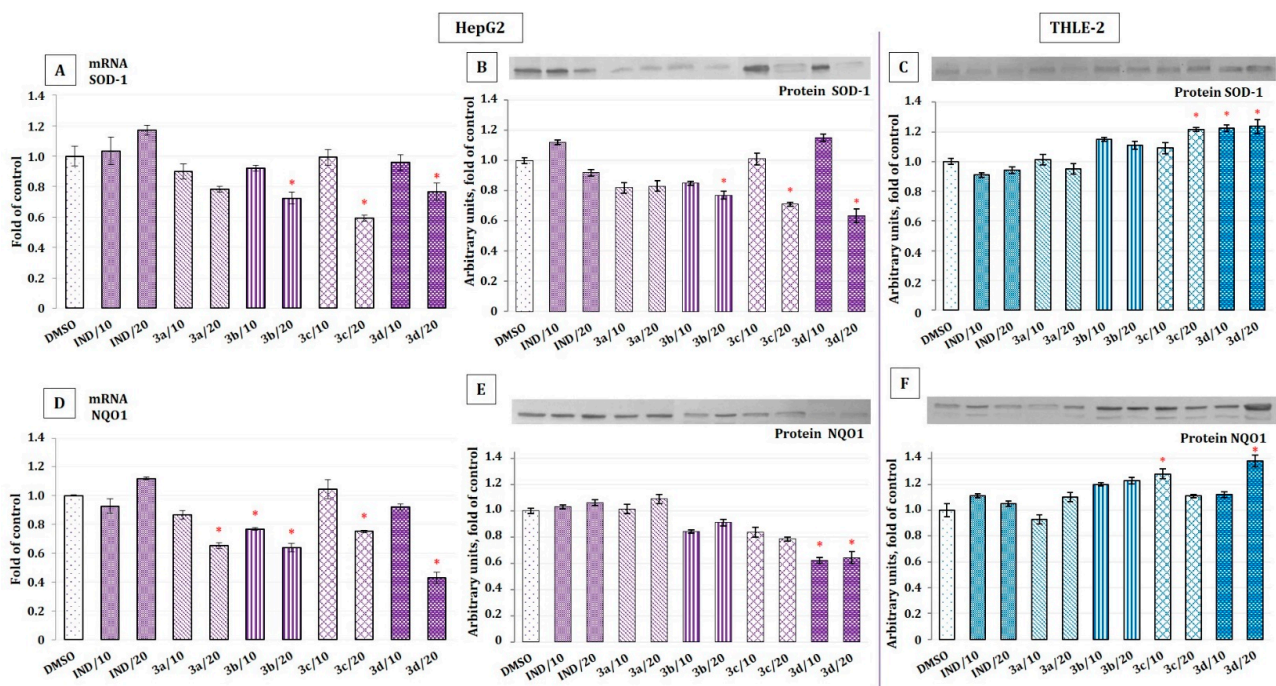 HepG2
THLE-2
A
mRNA
SOD-1
Fold of control
1.4
1.2
1.0
0.8
0.6
0.4
0.2
0
*
*
*
DMSO
IND/10
IND/20
3a/10
3a/20
3b/10
3b/20
3c/10
3c/20
3d/10
3d/20
B
Protein SOD-1
Arbitrary units, fold of control
1.4
1.2
1.0
0.8
0.6
0.4
0.2
0
*
*
*
DMSO
IND/10
IND/20
3a/10
3a/20
3b/10
3b/20
3c/10
3c/20
3d/10
3d/20
C
Protein SOD-1
Arbitrary units, fold of control
1.4
1.2
1.0
0.8
0.6
0.4
0.2
0
*
*
*
DMSO
IND/10
IND/20
3a/10
3a/20
3b/10
3b/20
3c/10
3c/20
3d/10
3d/20
D
mRNA
NQO1
Fold of control
1.4
1.2
1.0
0.8
0.6
0.4
0.2
0
*
*
*
*
*
DMSO
IND/10
IND/20
3a/10
3a/20
3b/10
3b/20
3c/10
3c/20
3d/10
3d/20
E
Protein NQO1
Arbitrary units, fold of control
1.4
1.2
1.0
0.8
0.6
0.4
0.2
0
*
*
DMSO
IND/10
IND/20
3a/10
3a/20
3b/10
3b/20
3c/10
3c/20
3d/10
3d/20
F
Protein NQO1
Arbitrary units, fold of control
1.4
1.2
1.0
0.8
0.6
0.4
0.2
0
*
*
DMSO
IND/10
IND/20
3a/10
3a/20
3b/10
3b/20
3c/10
3c/20
3d/10
3d/20